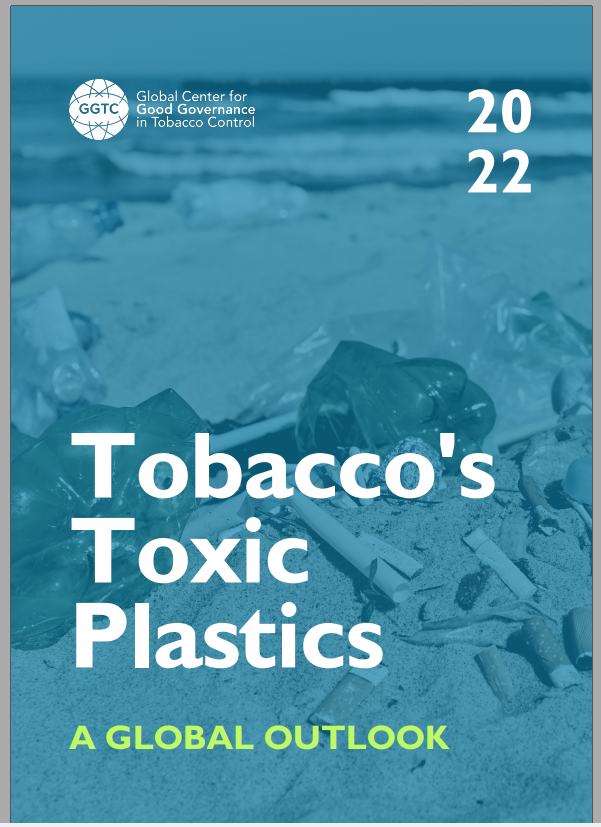 GGTC
Global Center for
Good Governance
in Tobacco Control
20
22
Tobacco's
Toxic
Plastics
A GLOBAL OUTLOOK